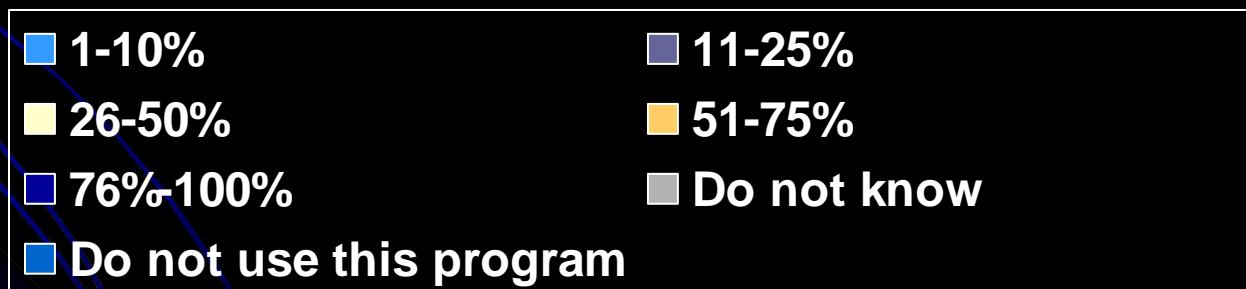 1-10% 11-25%
26-50% 51-75%
76%-100% Do not know
Do not use this program